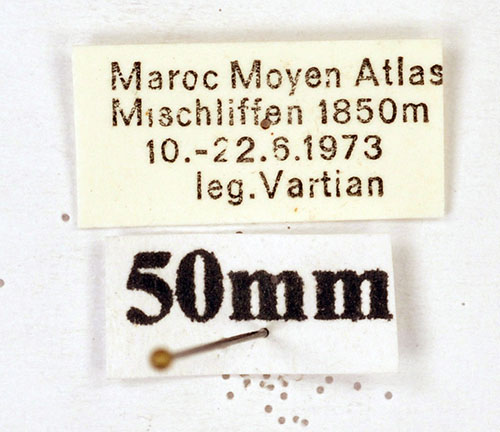 Maroc Moyen Atlas
Mischliffen 1850m
10.-22.6.1973
leg.Vartian
50mm